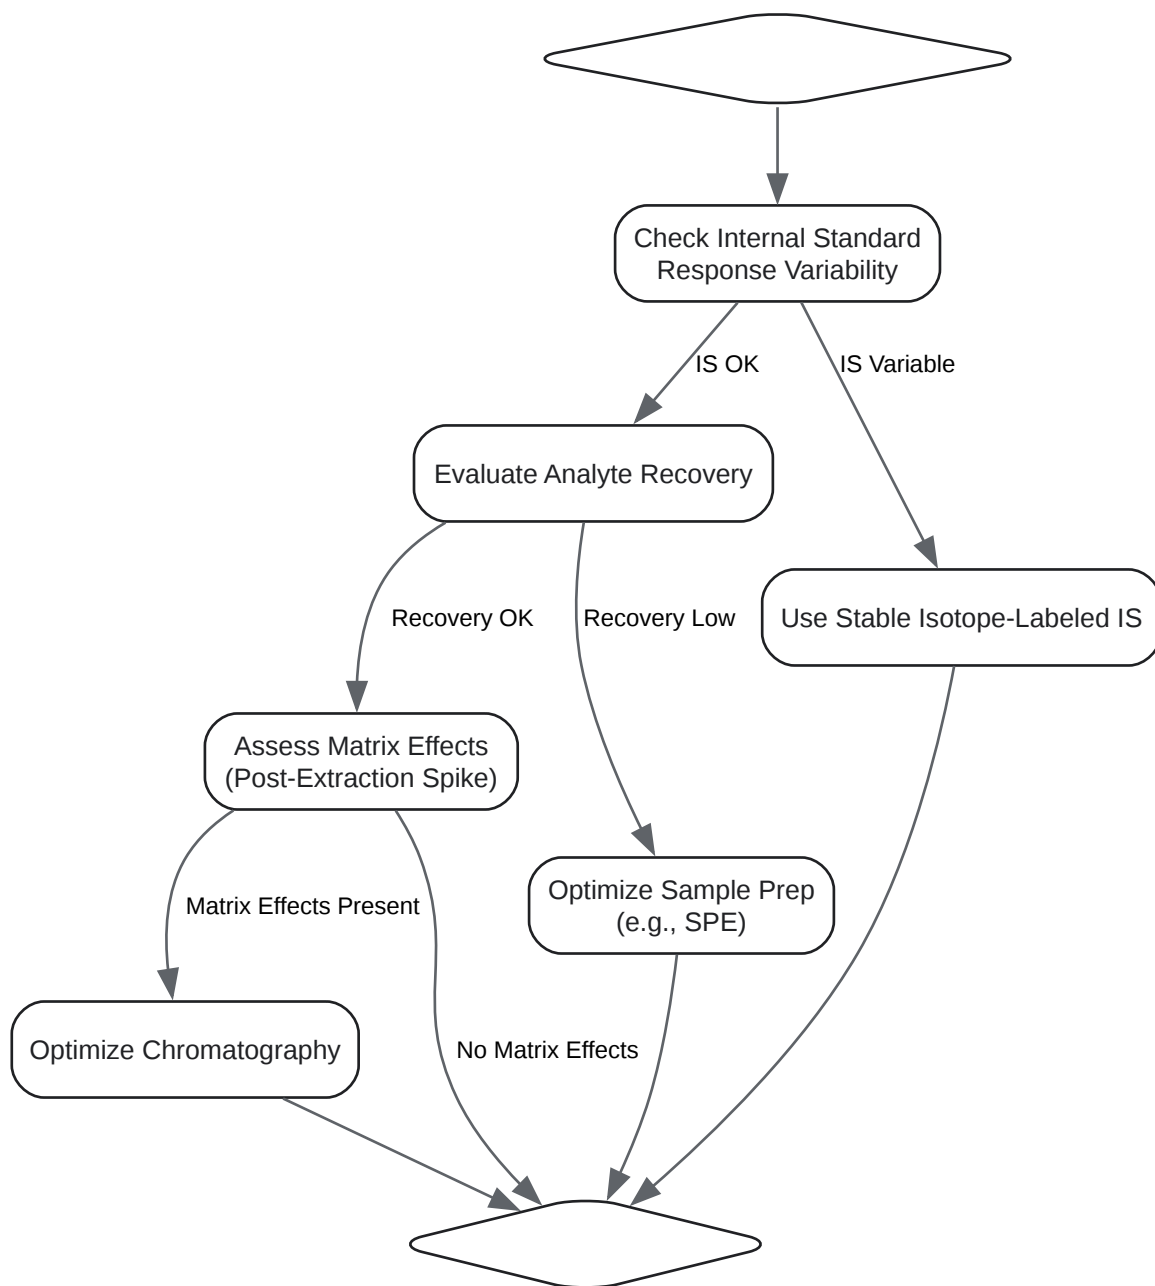 Check Internal Standard
Response Variability
IS OK
IS Variable
Evaluate Analyte Recovery
Recovery OK
Recovery Low
Use Stable Isotope-Labeled IS
Assess Matrix Effects
(Post-Extraction Spike)
Matrix Effects Present
Optimize Sample Prep
(e.g., SPE)
Optimize Chromatography
No Matrix Effects